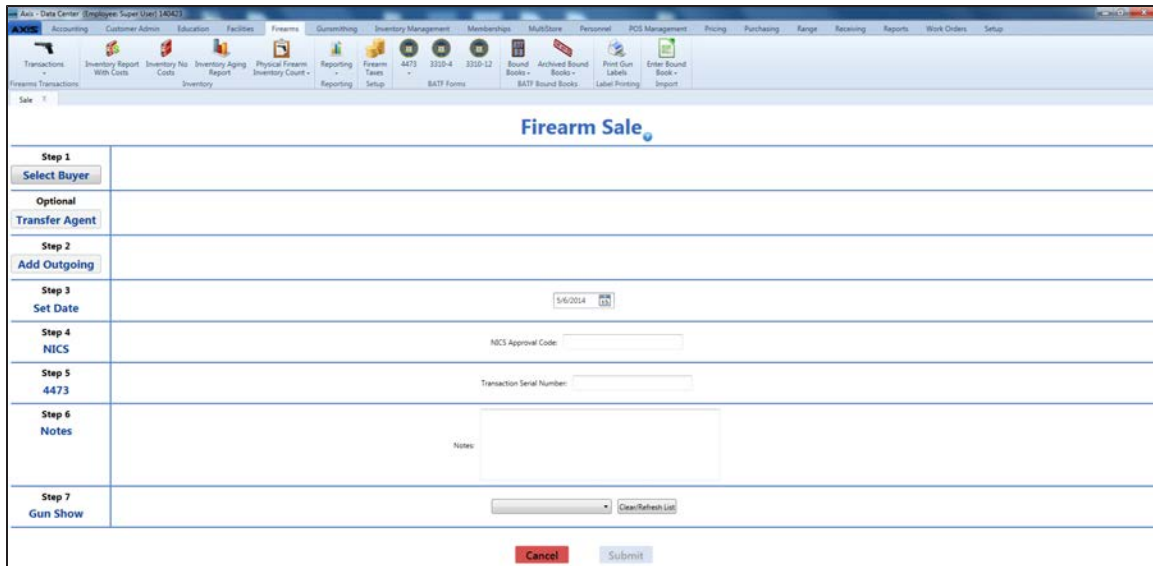 Axis - Data Center (Employee: Super User) 140423
AXIS Accounting Customer Admin Education Facilities Firearms Gunsmithing Inventory Management Memberships MultiStore Personnel POS Management Pricing Purchasing Range Receiving Reports Work Orders Setup
Transactions
Inventory Report With Costs
Inventory No Costs
Inventory Aging Report
Physical Firearm Inventory Count
Reporting
Firearm Taxes
4473
3310-4
3310-12
Bound Books
Archived Bound Books
Print Gun Labels
Enter Bound Book
Firearms Transactions Inventory Reporting Setup BATF Forms BATF Bound Books Label Printing Import
Sale X
Firearm Sale
Step 1
Select Buyer
Optional
Transfer Agent
Step 2
Add Outgoing
Step 3
Set Date
5/6/2014 15
Step 4
NICS
NICS Approval Code:
Step 5
4473
Transaction Serial Number:
Step 6
Notes
Notes:
Step 7
Gun Show
Clear/Refresh List
Cancel Submit